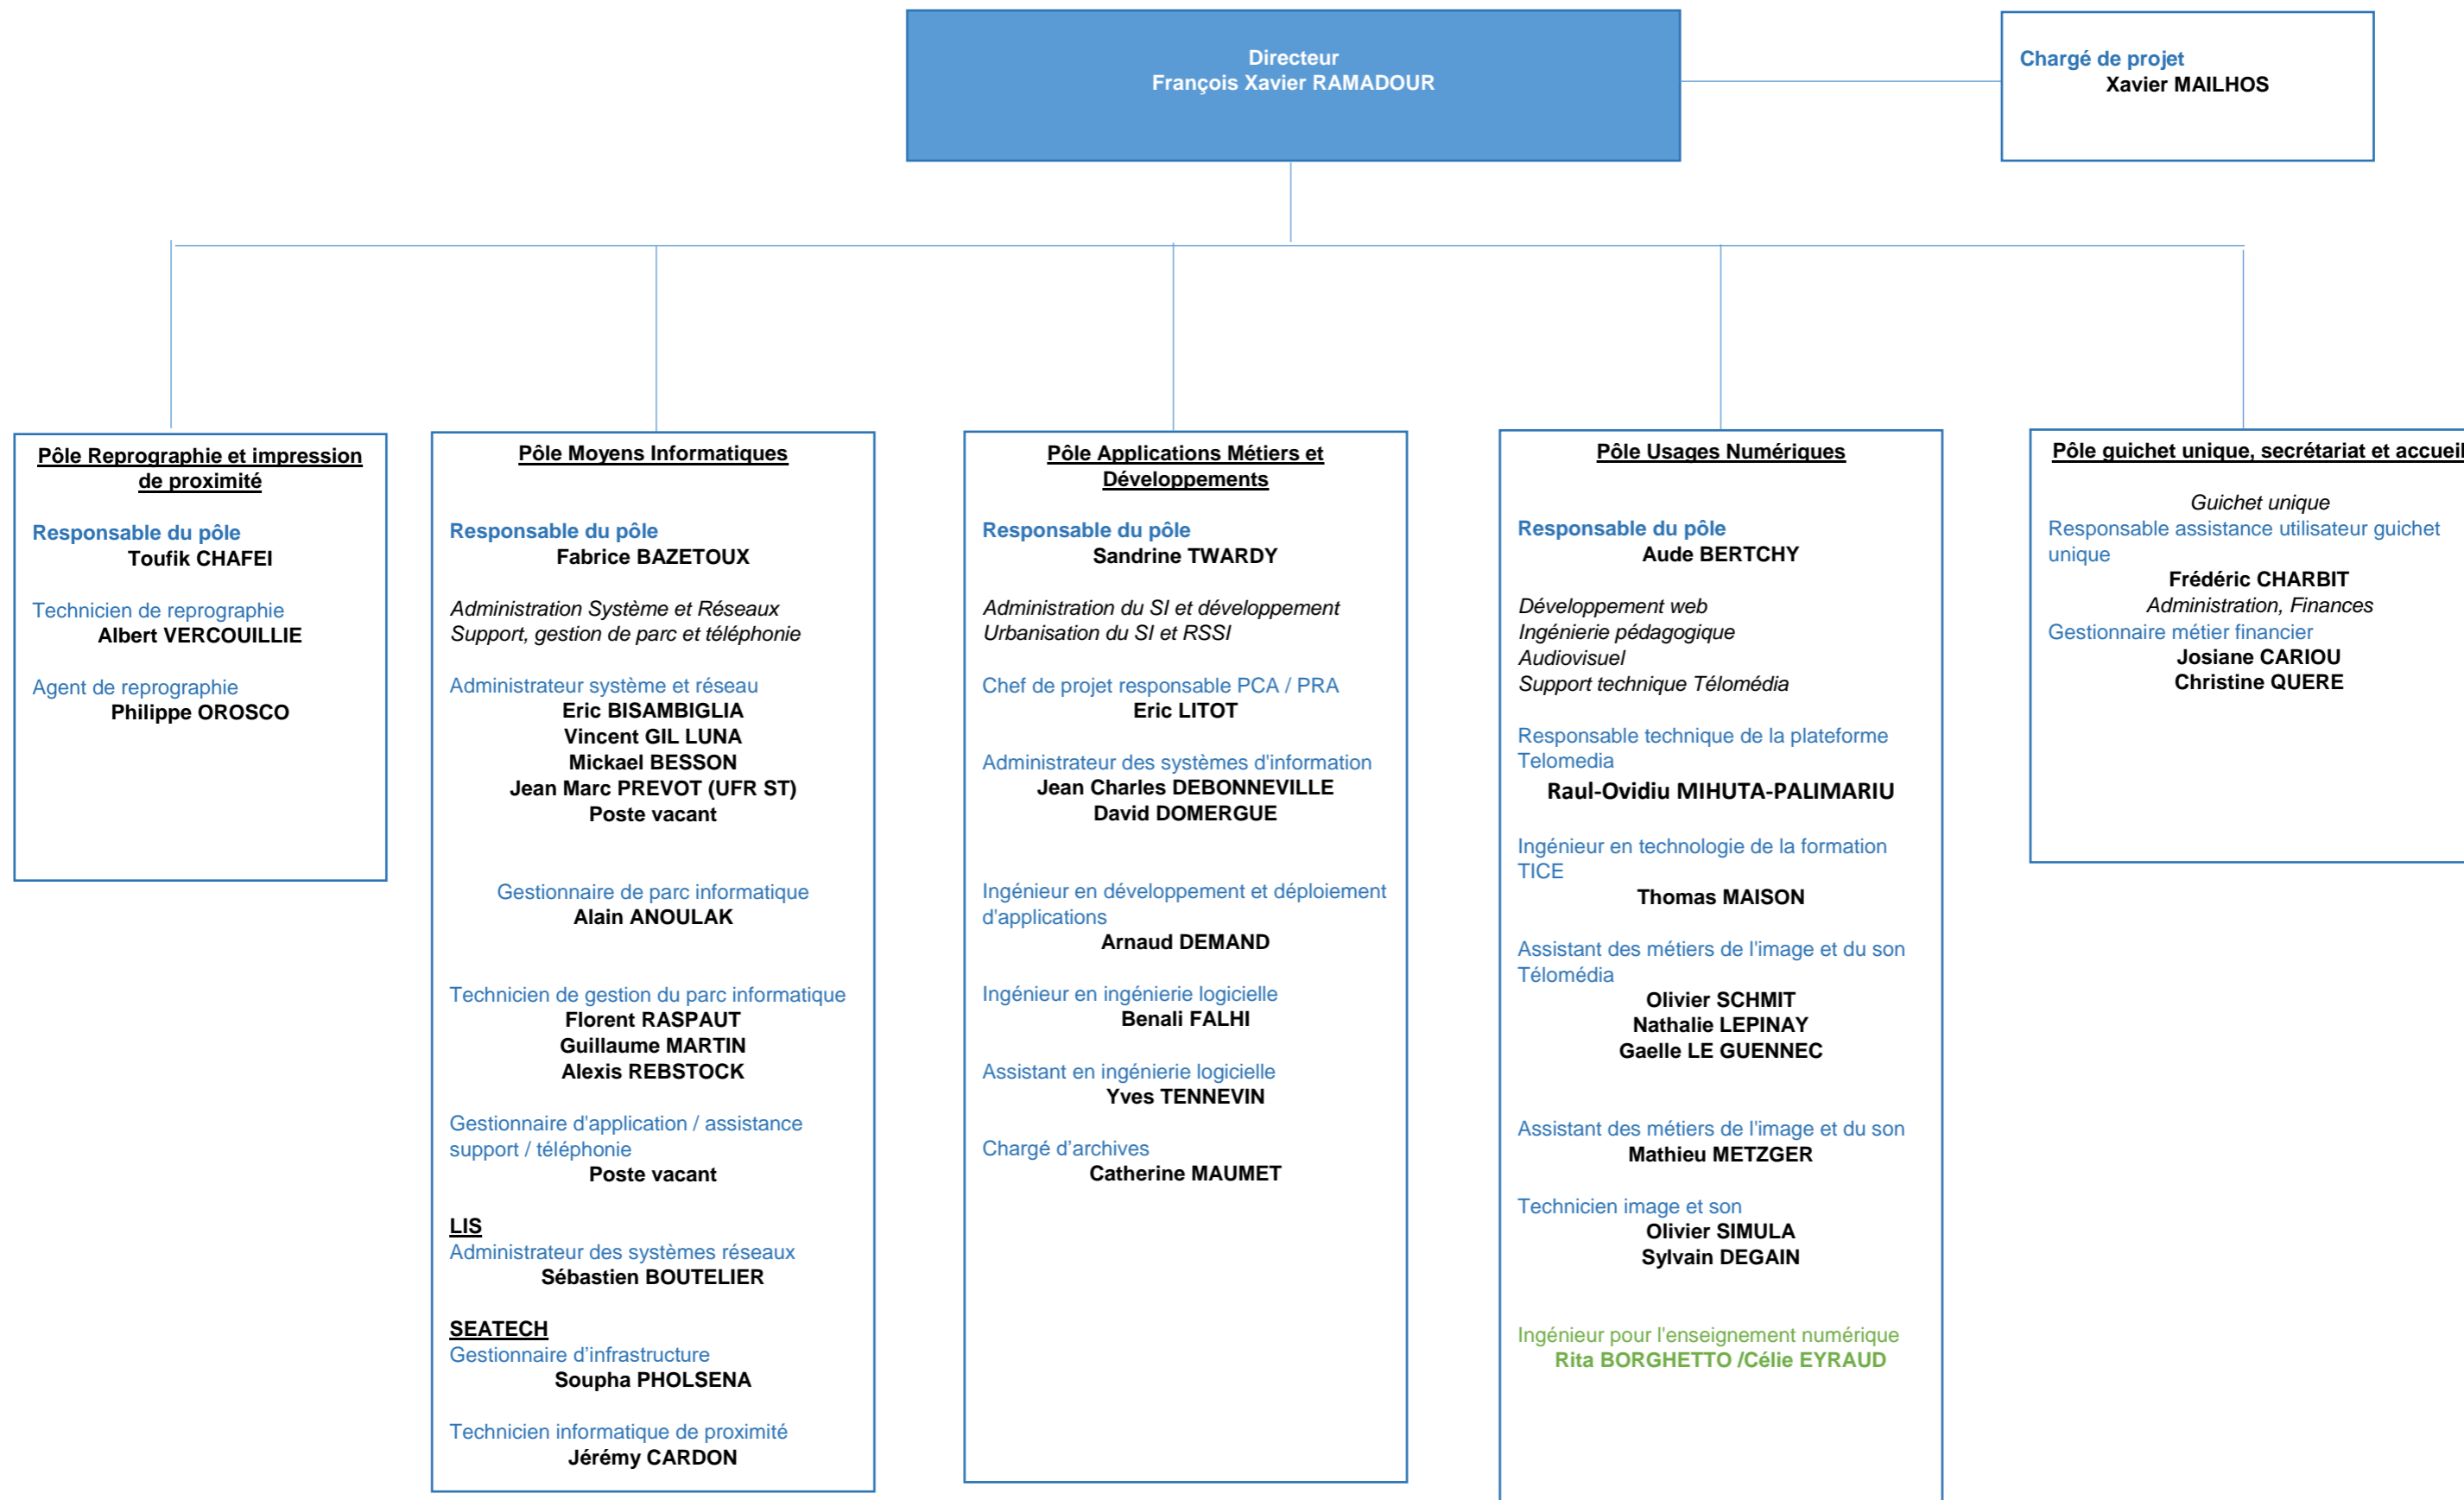 Directeur
François Xavier RAMADOUR
Chargé de projet
Xavier MAILHOS
Pôle Reprographie et impression
de proximité
Responsable du pôle
Toufik CHAFEI
Technicien de reprographie
Albert VERCOUILLIE
Agent de reprographie
Philippe OROSCO
Pôle Moyens Informatiques
Responsable du pôle
Fabrice BAZETOUX
Administration Système et Réseaux
Support, gestion de parc et téléphonie
Administrateur système et réseau
Eric BISAMBIGLIA
Vincent GIL LUNA
Mickael BESSON
Jean Marc PREVOT (UFR ST)
Poste vacant
Gestionnaire de parc informatique
Alain ANOULAK
Technicien de gestion du parc informatique
Florent RASPAUT
Guillaume MARTIN
Alexis REBSTOCK
Gestionnaire d'application / assistance
support / téléphonie
Poste vacant
LIS
Administrateur des systèmes réseaux
Sébastien BOUTELIER
SEATECH
Gestionnaire d’infrastructure
Soupha PHOLSENA
Technicien informatique de proximité
Jérémy CARDON
Pôle Applications Métiers et
Développements
Responsable du pôle
Sandrine TWARDY
Administration du SI et développement
Urbanisation du SI et RSSI
Chef de projet responsable PCA / PRA
Eric LITOT
Administrateur des systèmes d'information
Jean Charles DEBONNEVILLE
David DOMERGUE
Ingénieur en développement et déploiement
d'applications
Arnaud DEMAND
Ingénieur en ingénierie logicielle
Benali FALHI
Assistant en ingénierie logicielle
Yves TENNEVIN
Chargé d’archives
Catherine MAUMET
Pôle Usages Numériques
Responsable du pôle
Aude BERTCHY
Développement web
Ingénierie pédagogique
Audiovisuel
Support technique Télomédia
Responsable technique de la plateforme
Telomedia
Raul-Ovidiu MIHUTA-PALIMARIU
Ingénieur en technologie de la formation
TICE
Thomas MAISON
Assistant des métiers de l'image et du son
Télomédia
Olivier SCHMIT
Nathalie LEPINAY
Gaelle LE GUENNEC
Assistant des métiers de l'image et du son
Mathieu METZGER
Technicien image et son
Olivier SIMULA
Sylvain DEGAIN
Ingénieur pour l'enseignement numérique
Rita BORGHETTO /Célie EYRAUD
Pôle guichet unique, secrétariat et accueil
Guichet unique
Responsable assistance utilisateur guichet
unique
Frédéric CHARBIT
Administration, Finances
Gestionnaire métier financier
Josiane CARIOU
Christine QUERE